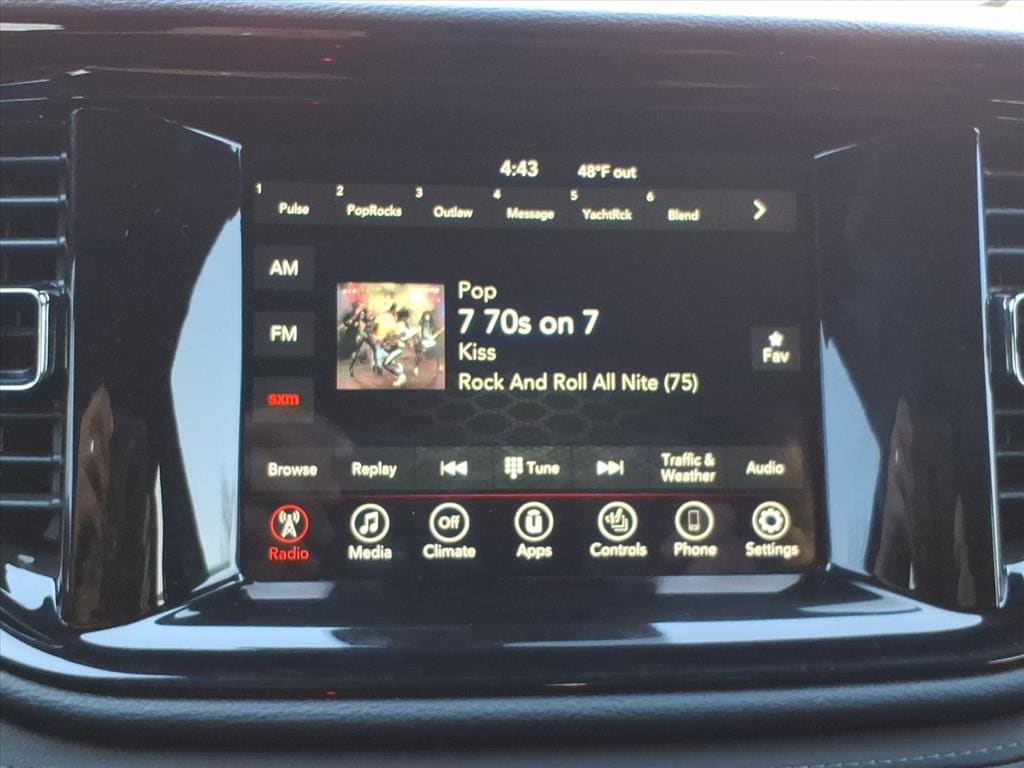 4:43 48°F out
1 Pulse 2 PopRocks 3 Outlaw 4 Message 5 YachtRck 6 Blend
AM
FM
sxm
Pop
7 70s on 7
Kiss
Rock And Roll All Nite (75)
Fav
Browse Replay Tune Traffic &
Weather Audio
Off
Radio Media Climate Apps Controls Phone Settings